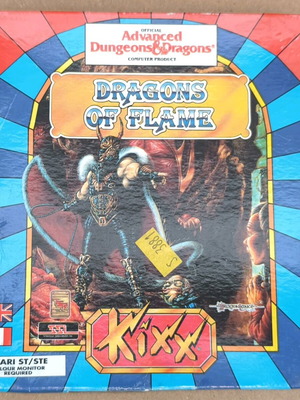 OFFICIAL
Advanced
Dungeons & Dragons®
COMPUTER PRODUCT
DRAGONS
OF FLAME
Kixx
ARI ST/STE
LOUR MONITOR
REQUIRED